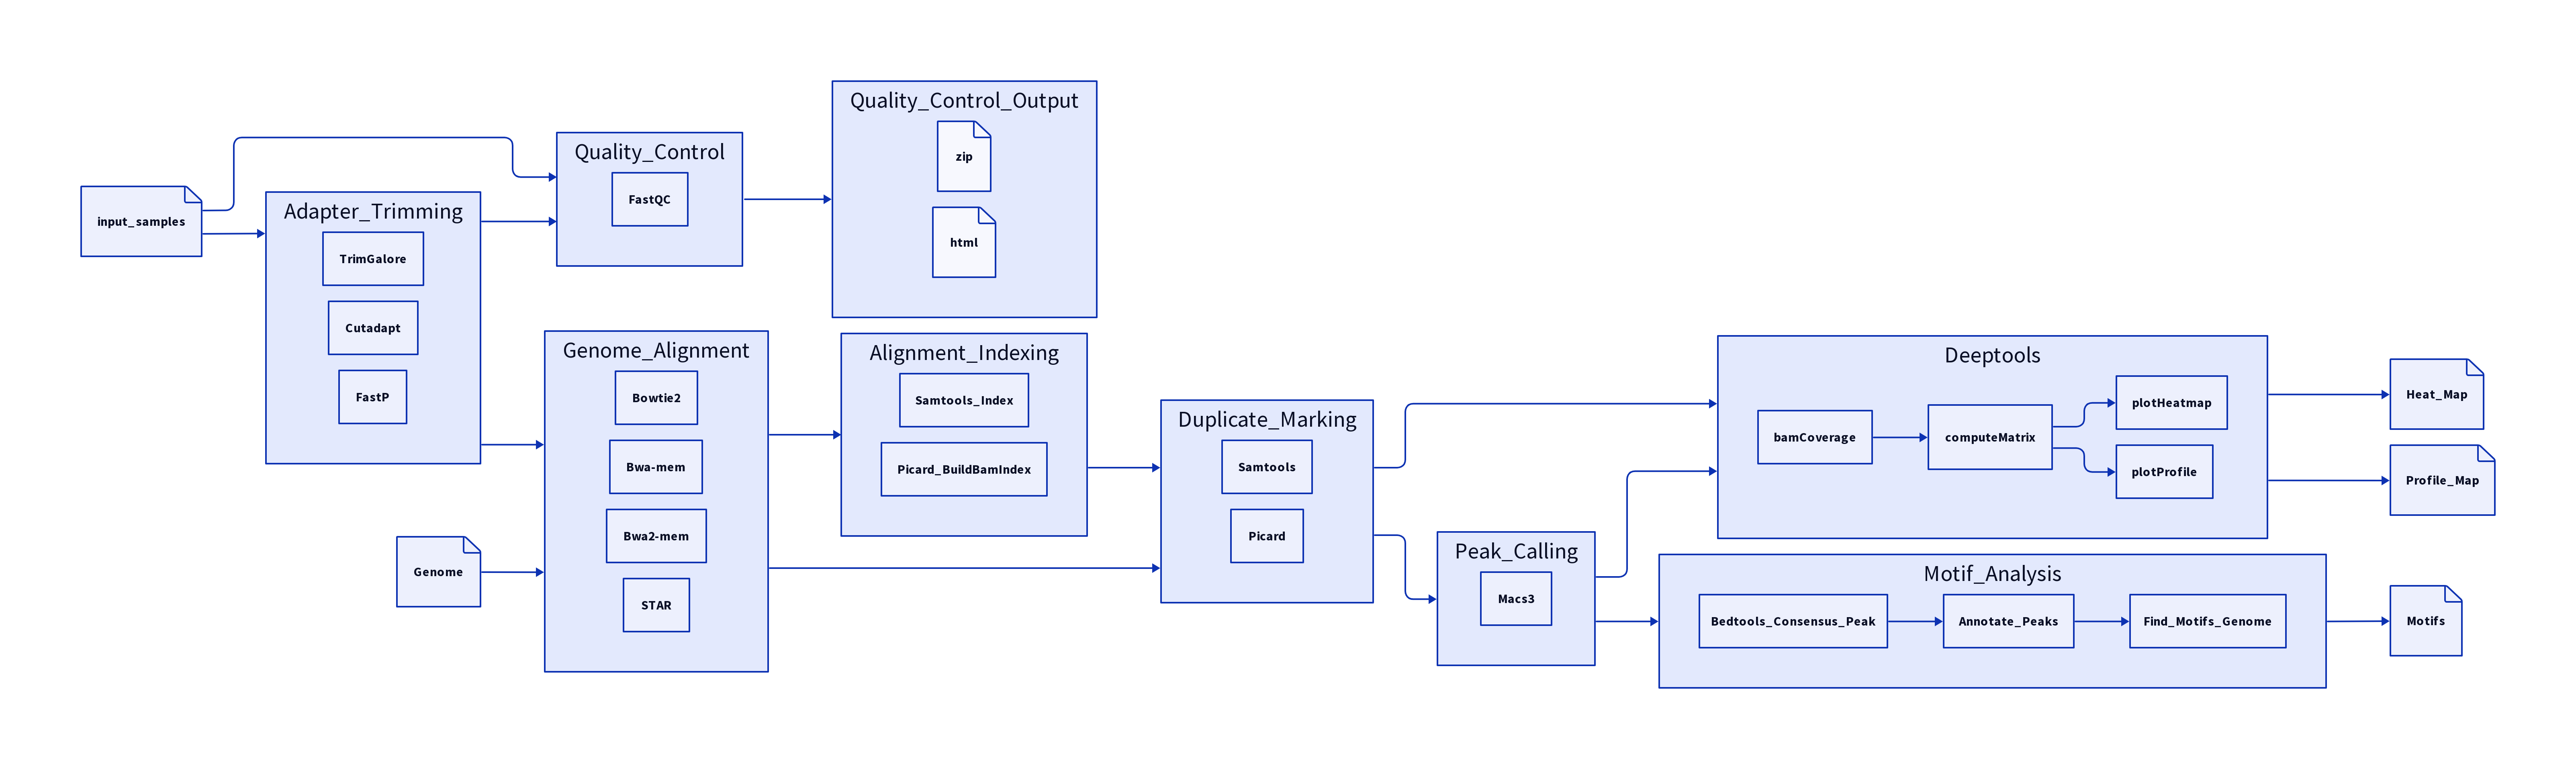 input_samples
Adapter_Trimming
TrimGalore
Cutadapt
FastP
Quality_Control
FastQC
Quality_Control_Output
zip
html
Genome
Genome_Alignment
Bowtie2
Bwa-mem
Bwa2-mem
STAR
Alignment_Indexing
Samtools_Index
Picard_BuildBamIndex
Duplicate_Marking
Samtools
Picard
Peak_Calling
Macs3
Deeptools
bamCoverage
computeMatrix
plotHeatmap
plotProfile
Heat_Map
Profile_Map
Motif_Analysis
Bedtools_Consensus_Peak
Annotate_Peaks
Find_Motifs_Genome
Motifs